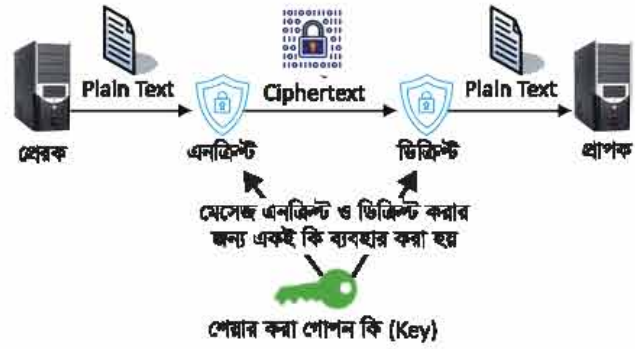 Plain Text
Ciphertext
Plain Text
প্রেরক
এনক্রিপ্ট
ডিক্রিপ্ট
প্রাপক
মেসেজ এনক্রিপ্ট ও ডিক্রিপ্ট করার
জন্য একই কি ব্যবহার করা হয়
শেয়ার করা গোপন কি (Key)